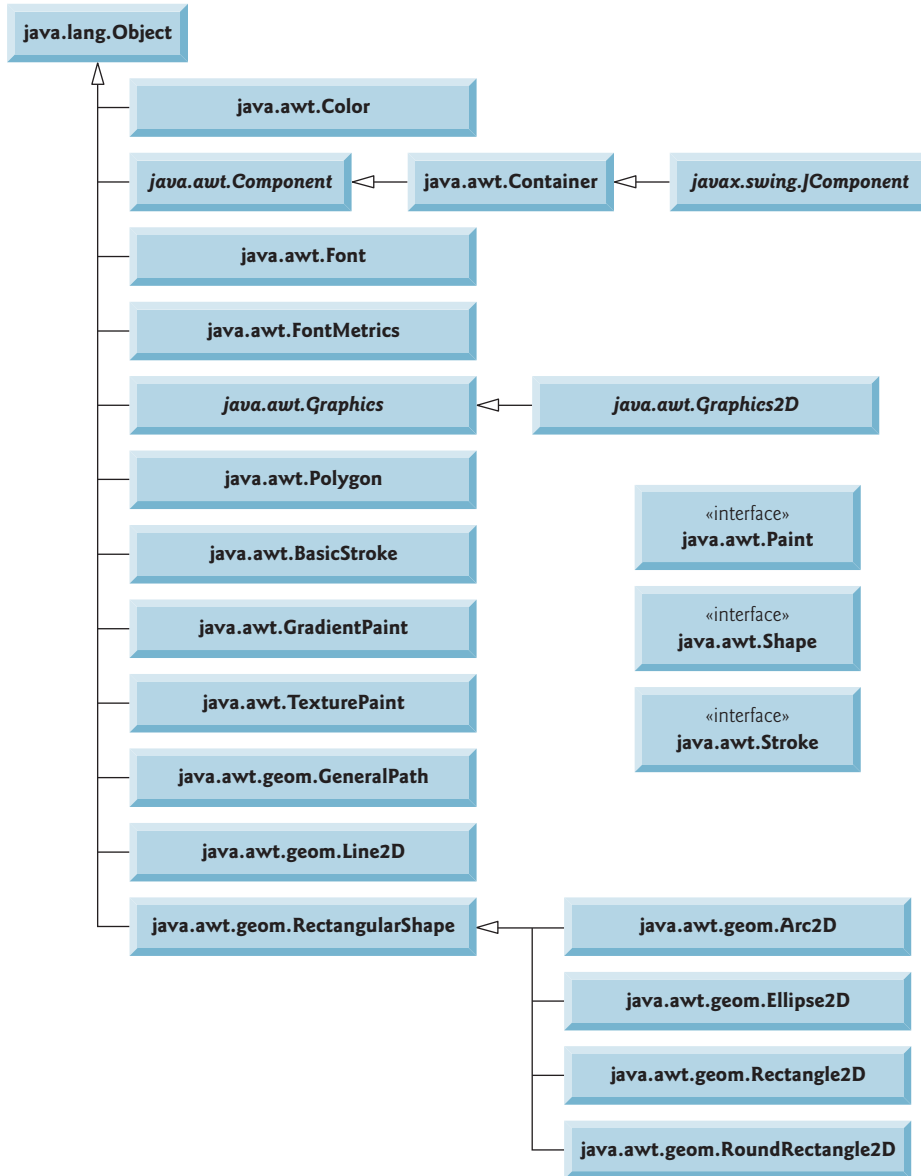 java.lang.Object
java.awt.Color
java.awt.Component
java.awt.Container
javax.swing.JComponent
java.awt.Font
java.awt.FontMetrics
java.awt.Graphics
java.awt.Graphics2D
java.awt.Polygon
«interface»
java.awt.Paint
java.awt.BasicStroke
java.awt.GradientPaint
«interface»
java.awt.Shape
java.awt.TexturePaint
«interface»
java.awt.Stroke
java.awt.geom.GeneralPath
java.awt.geom.Line2D
java.awt.geom.RectangularShape
java.awt.geom.Arc2D
java.awt.geom.Ellipse2D
java.awt.geom.Rectangle2D
java.awt.geom.RoundRectangle2D